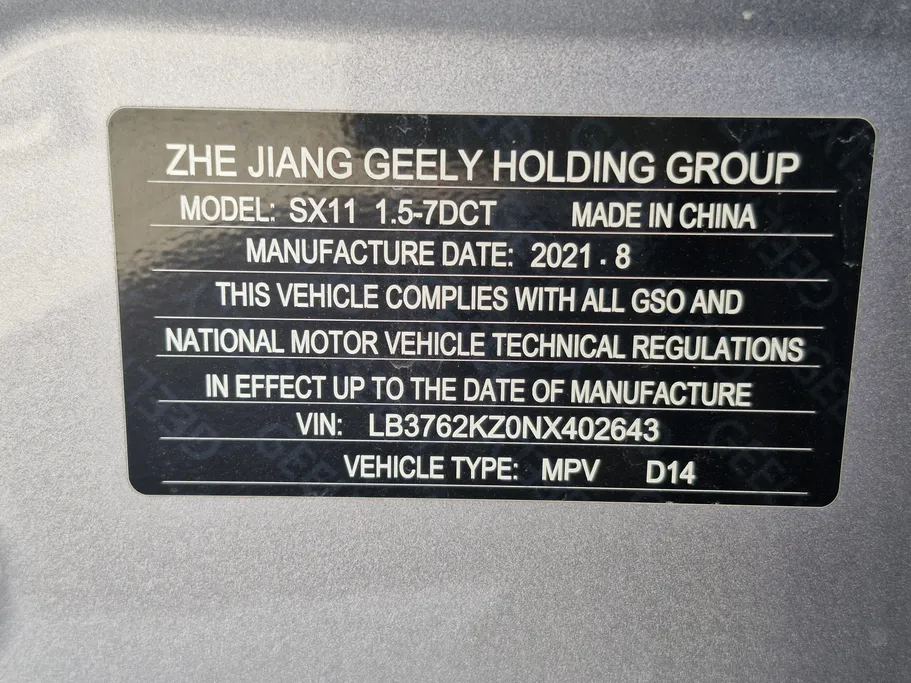 ZHE JIANG GEELY HOLDING GROUP
MODEL: SX11 1.5-7DCT MADE IN CHINA
MANUFACTURE DATE: 2021.8
THIS VEHICLE COMPLIES WITH ALL GSO AND
NATIONAL MOTOR VEHICLE TECHNICAL REGULATIONS
IN EFFECT UP TO THE DATE OF MANUFACTURE
VIN: LB3762KZ0NX402643
VEHICLE TYPE: MPV D14